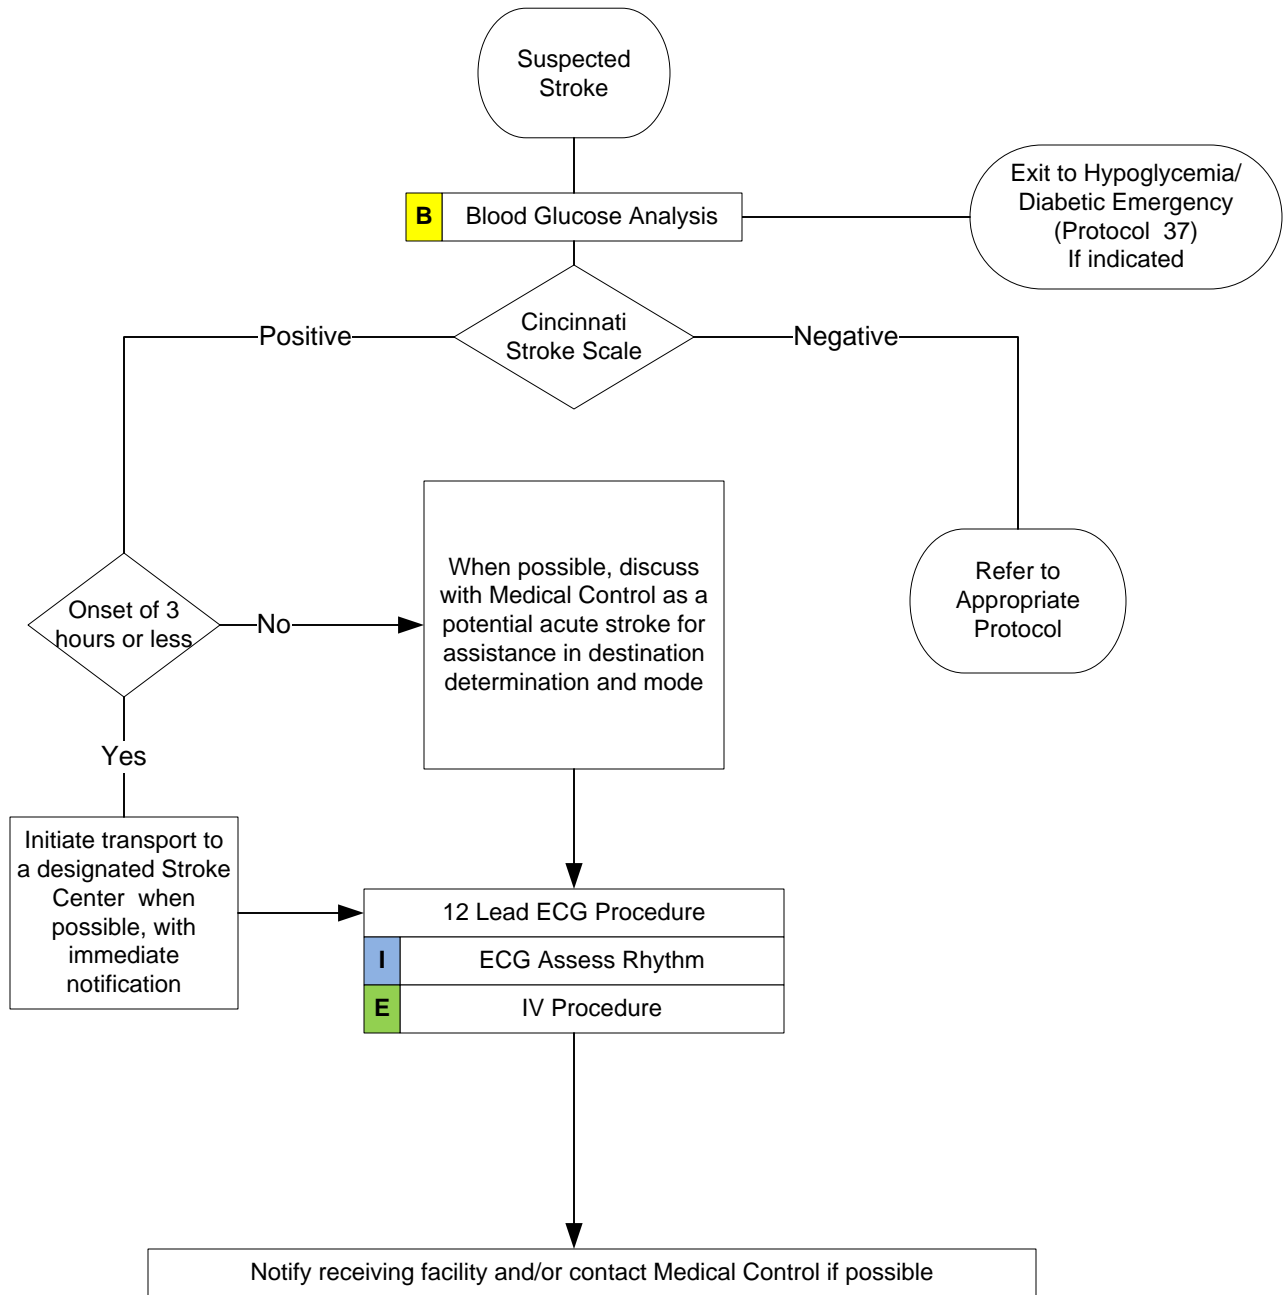 Suspected
Stroke
Exit to Hypoglycemia/
Diabetic Emergency
(Protocol 37)
If indicated
B Blood Glucose Analysis
Cincinnati
Stroke Scale
Positive
Negative
When possible, discuss
with Medical Control as a
potential acute stroke for
assistance in destination
determination and mode
Refer to
Appropriate
Protocol
Onset of 3
hours or less
No
Yes
Initiate transport to
a designated Stroke
Center when
possible, with
immediate
notification
12 Lead ECG Procedure
I ECG Assess Rhythm
E IV Procedure
Notify receiving facility and/or contact Medical Control if possible